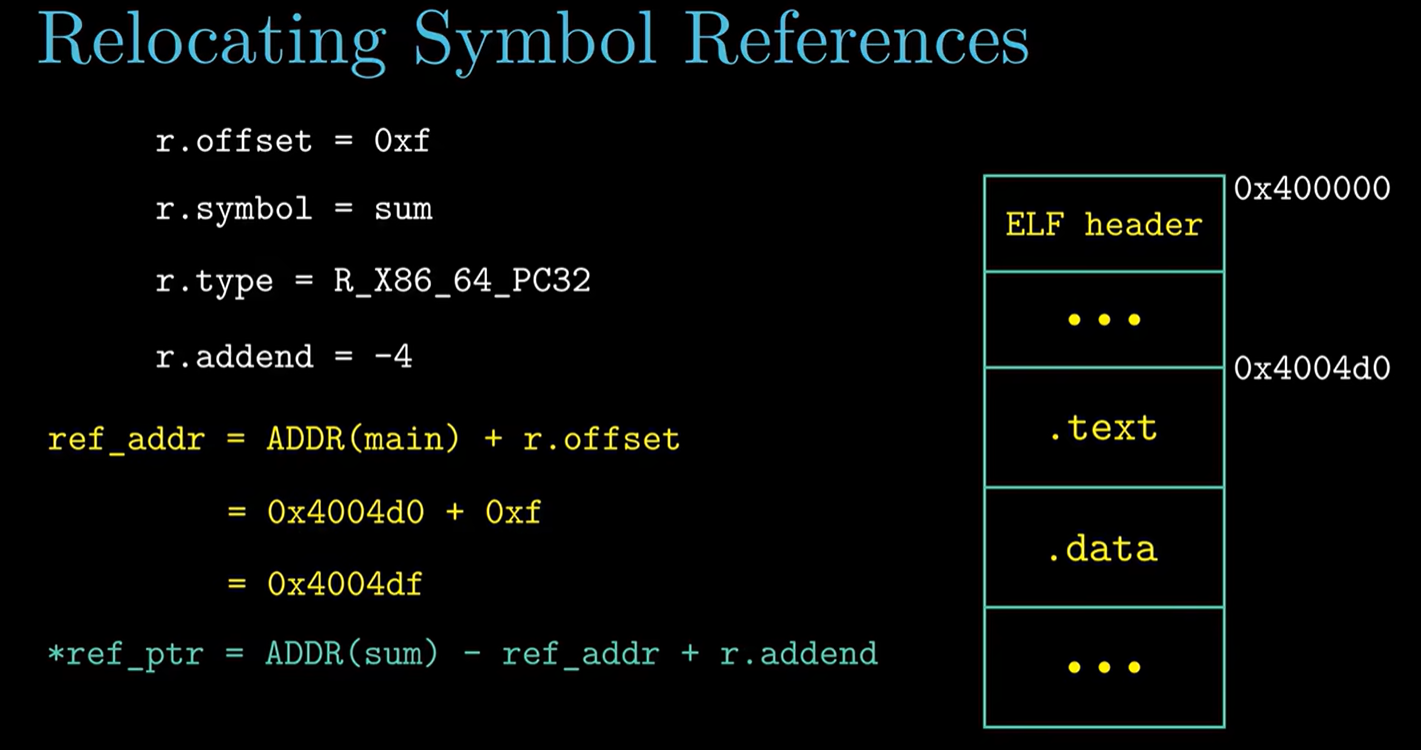 Relocating Symbol References
r.offset = 0xf
r.symbol = sum
r.type = R_X86_64_PC32
r.addend = -4
ref_addr = ADDR(main) + r.offset
= 0x4004d0 + 0xf
= 0x4004df
*ref_ptr = ADDR(sum) - ref_addr + r.addend
0x400000
ELF header
•••
0x4004d0
.text
.data
•••